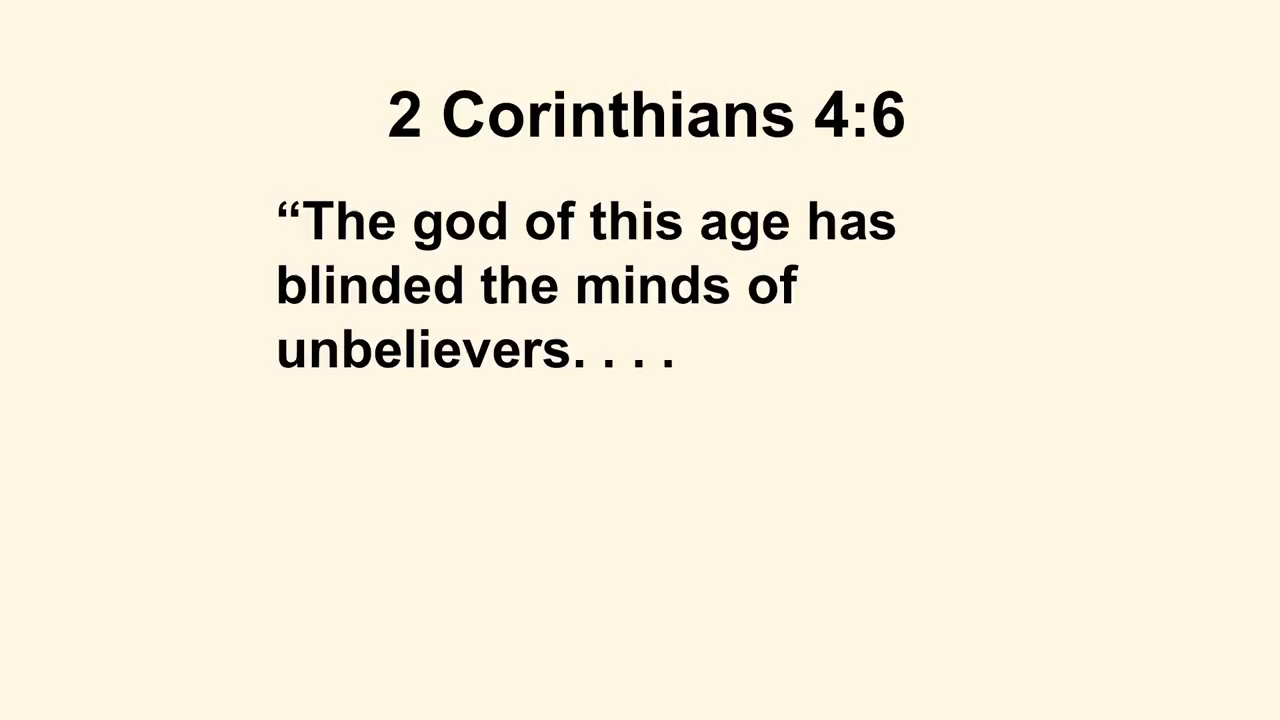 2 Corinthians 4:6
“The god of this age has
blinded the minds of
unbelievers. . . .